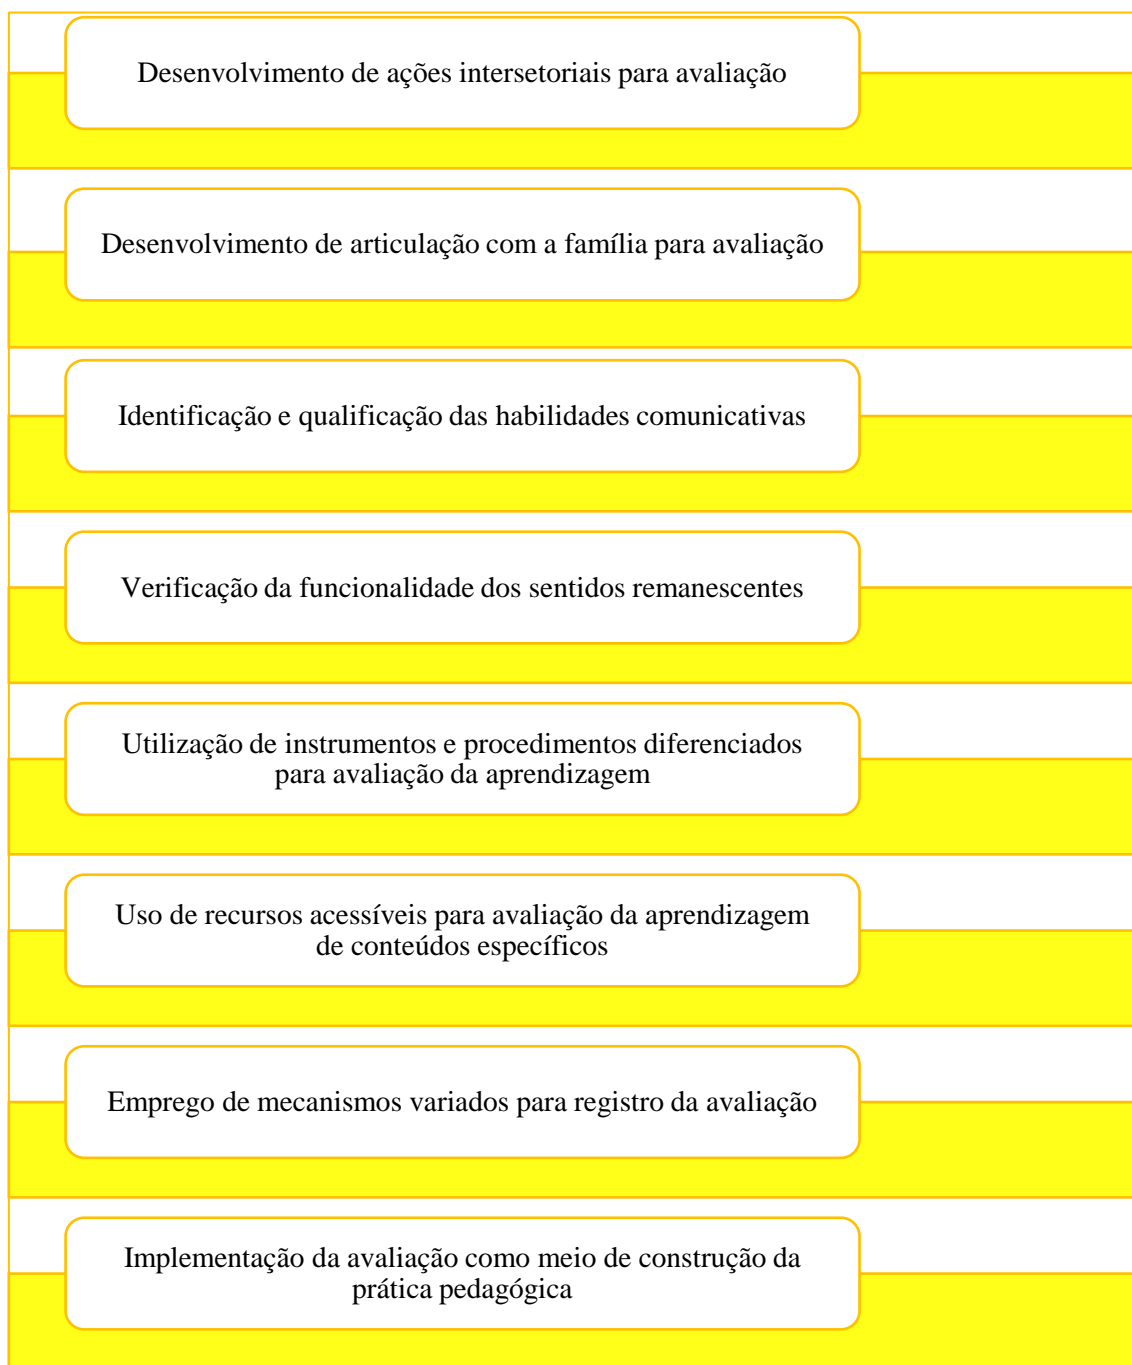 Desenvolvimento de ações intersetoriais para avaliação
Desenvolvimento de articulação com a família para avaliação
Identificação e qualificação das habilidades comunicativas
Verificação da funcionalidade dos sentidos remanescentes
Utilização de instrumentos e procedimentos diferenciados
para avaliação da aprendizagem
Uso de recursos acessíveis para avaliação da aprendizagem
de conteúdos específicos
Emprego de mecanismos variados para registro da avaliação
Implementação da avaliação como meio de construção da
prática pedagógica